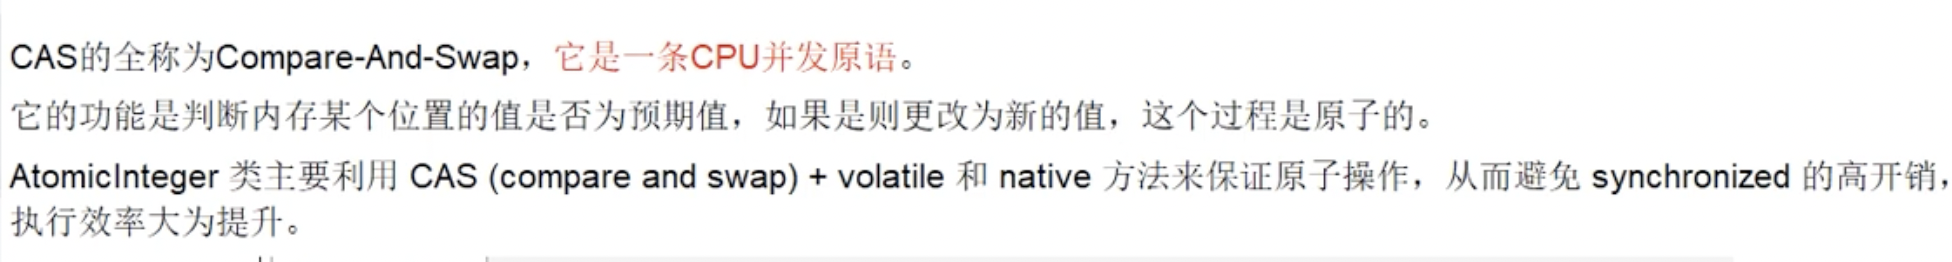 CAS的全称为Compare-And-Swap，它是一条CPU并发原语。
它的功能是判断内存某个位置的值是否为预期值，如果是则更改为新的值，这个过程是原子的。
AtomicInteger 类主要利用 CAS (compare and swap) + volatile 和 native 方法来保证原子操作，从而避免 synchronized 的高开销，
执行效率大为提升。